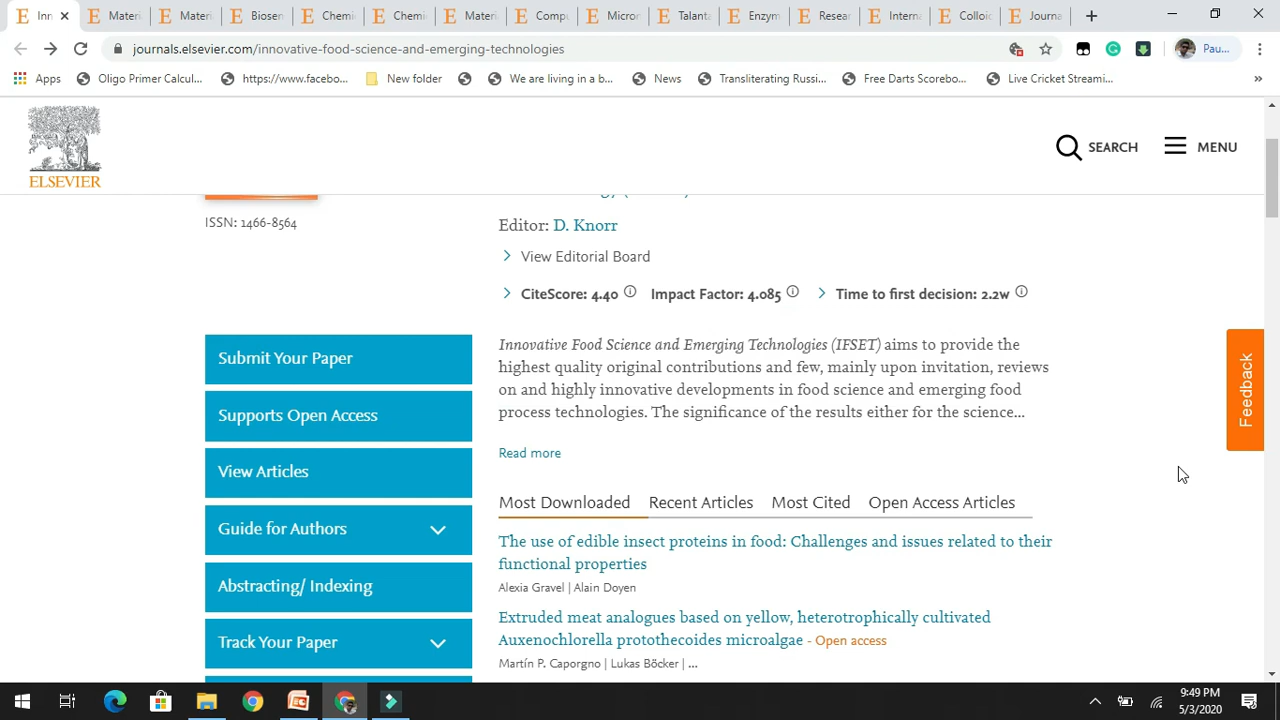 Inn
Materi
Materi
Biosen
Chemi
Chemi
Materi
Compu
Micror
Talanta
Enzym
Resea
Interna
Colloic
Journa
journals.elsevier.com/innovative-food-science-and-emerging-technologies
Pau...
Apps
Oligo Primer Calcul...
https://www.facebo...
New folder
We are living in a b...
News
Transliterating Russi...
Free Darts Scorebo...
Live Cricket Streami...
ELSEVIER
SEARCH
MENU
ISSN: 1466-8564
Editor: D. Knorr
View Editorial Board
CiteScore: 4.40 Impact Factor: 4.085 Time to first decision: 2.2w
Submit Your Paper
Supports Open Access
View Articles
Guide for Authors
Abstracting/ Indexing
Track Your Paper
Innovative Food Science and Emerging Technologies (IFSET) aims to provide the
highest quality original contributions and few, mainly upon invitation, reviews
on and highly innovative developments in food science and emerging food
process technologies. The significance of the results either for the science...
Read more
Most Downloaded Recent Articles Most Cited Open Access Articles
The use of edible insect proteins in food: Challenges and issues related to their
functional properties
Alexia Gravel | Alain Doyen
Extruded meat analogues based on yellow, heterotrophically cultivated
Auxenochlorella protothecoides microalgae - Open access
Martín P. Caporgno | Lukas Böcker | ...
Feedback
9:49 PM
5/3/2020